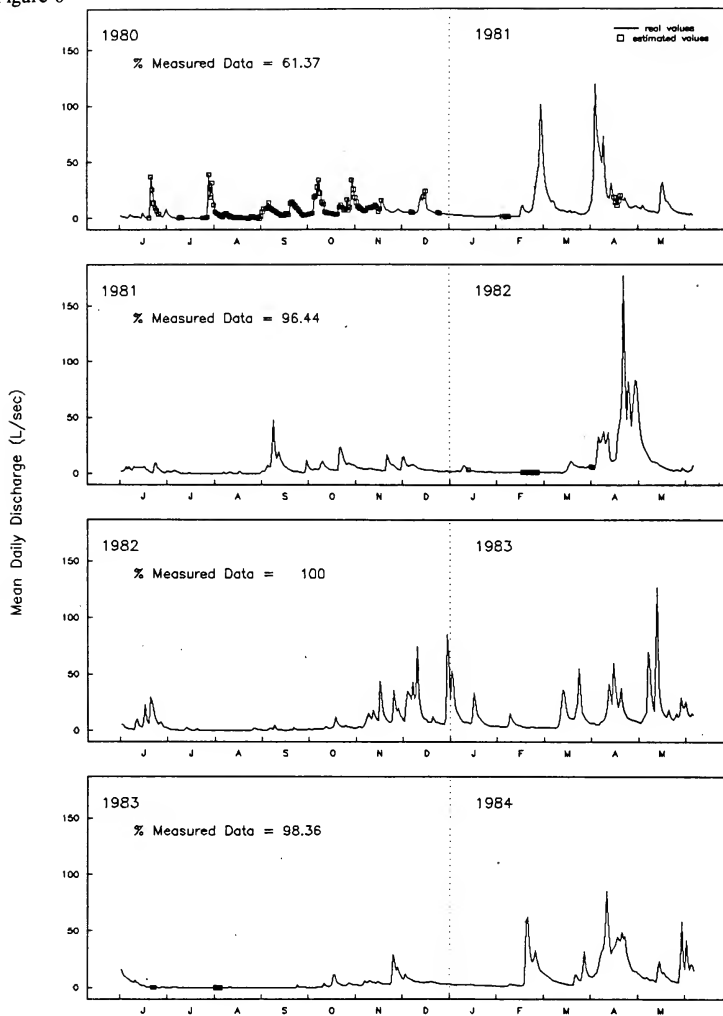 Figure 6
1980
1981
real values
estimated values
% Measured Data = 61.37
150
100
50
0
J J A S O N D J F M A M
1981
1982
% Measured Data = 96.44
150
100
50
0
J J A S O N D J F M A M
Mean Daily Discharge (L/sec)
1982
1983
% Measured Data = 100
150
100
50
0
J J A S O N D J F M A M
1983
1984
% Measured Data = 98.36
150
100
50
0
J J A S O N D J F M A M